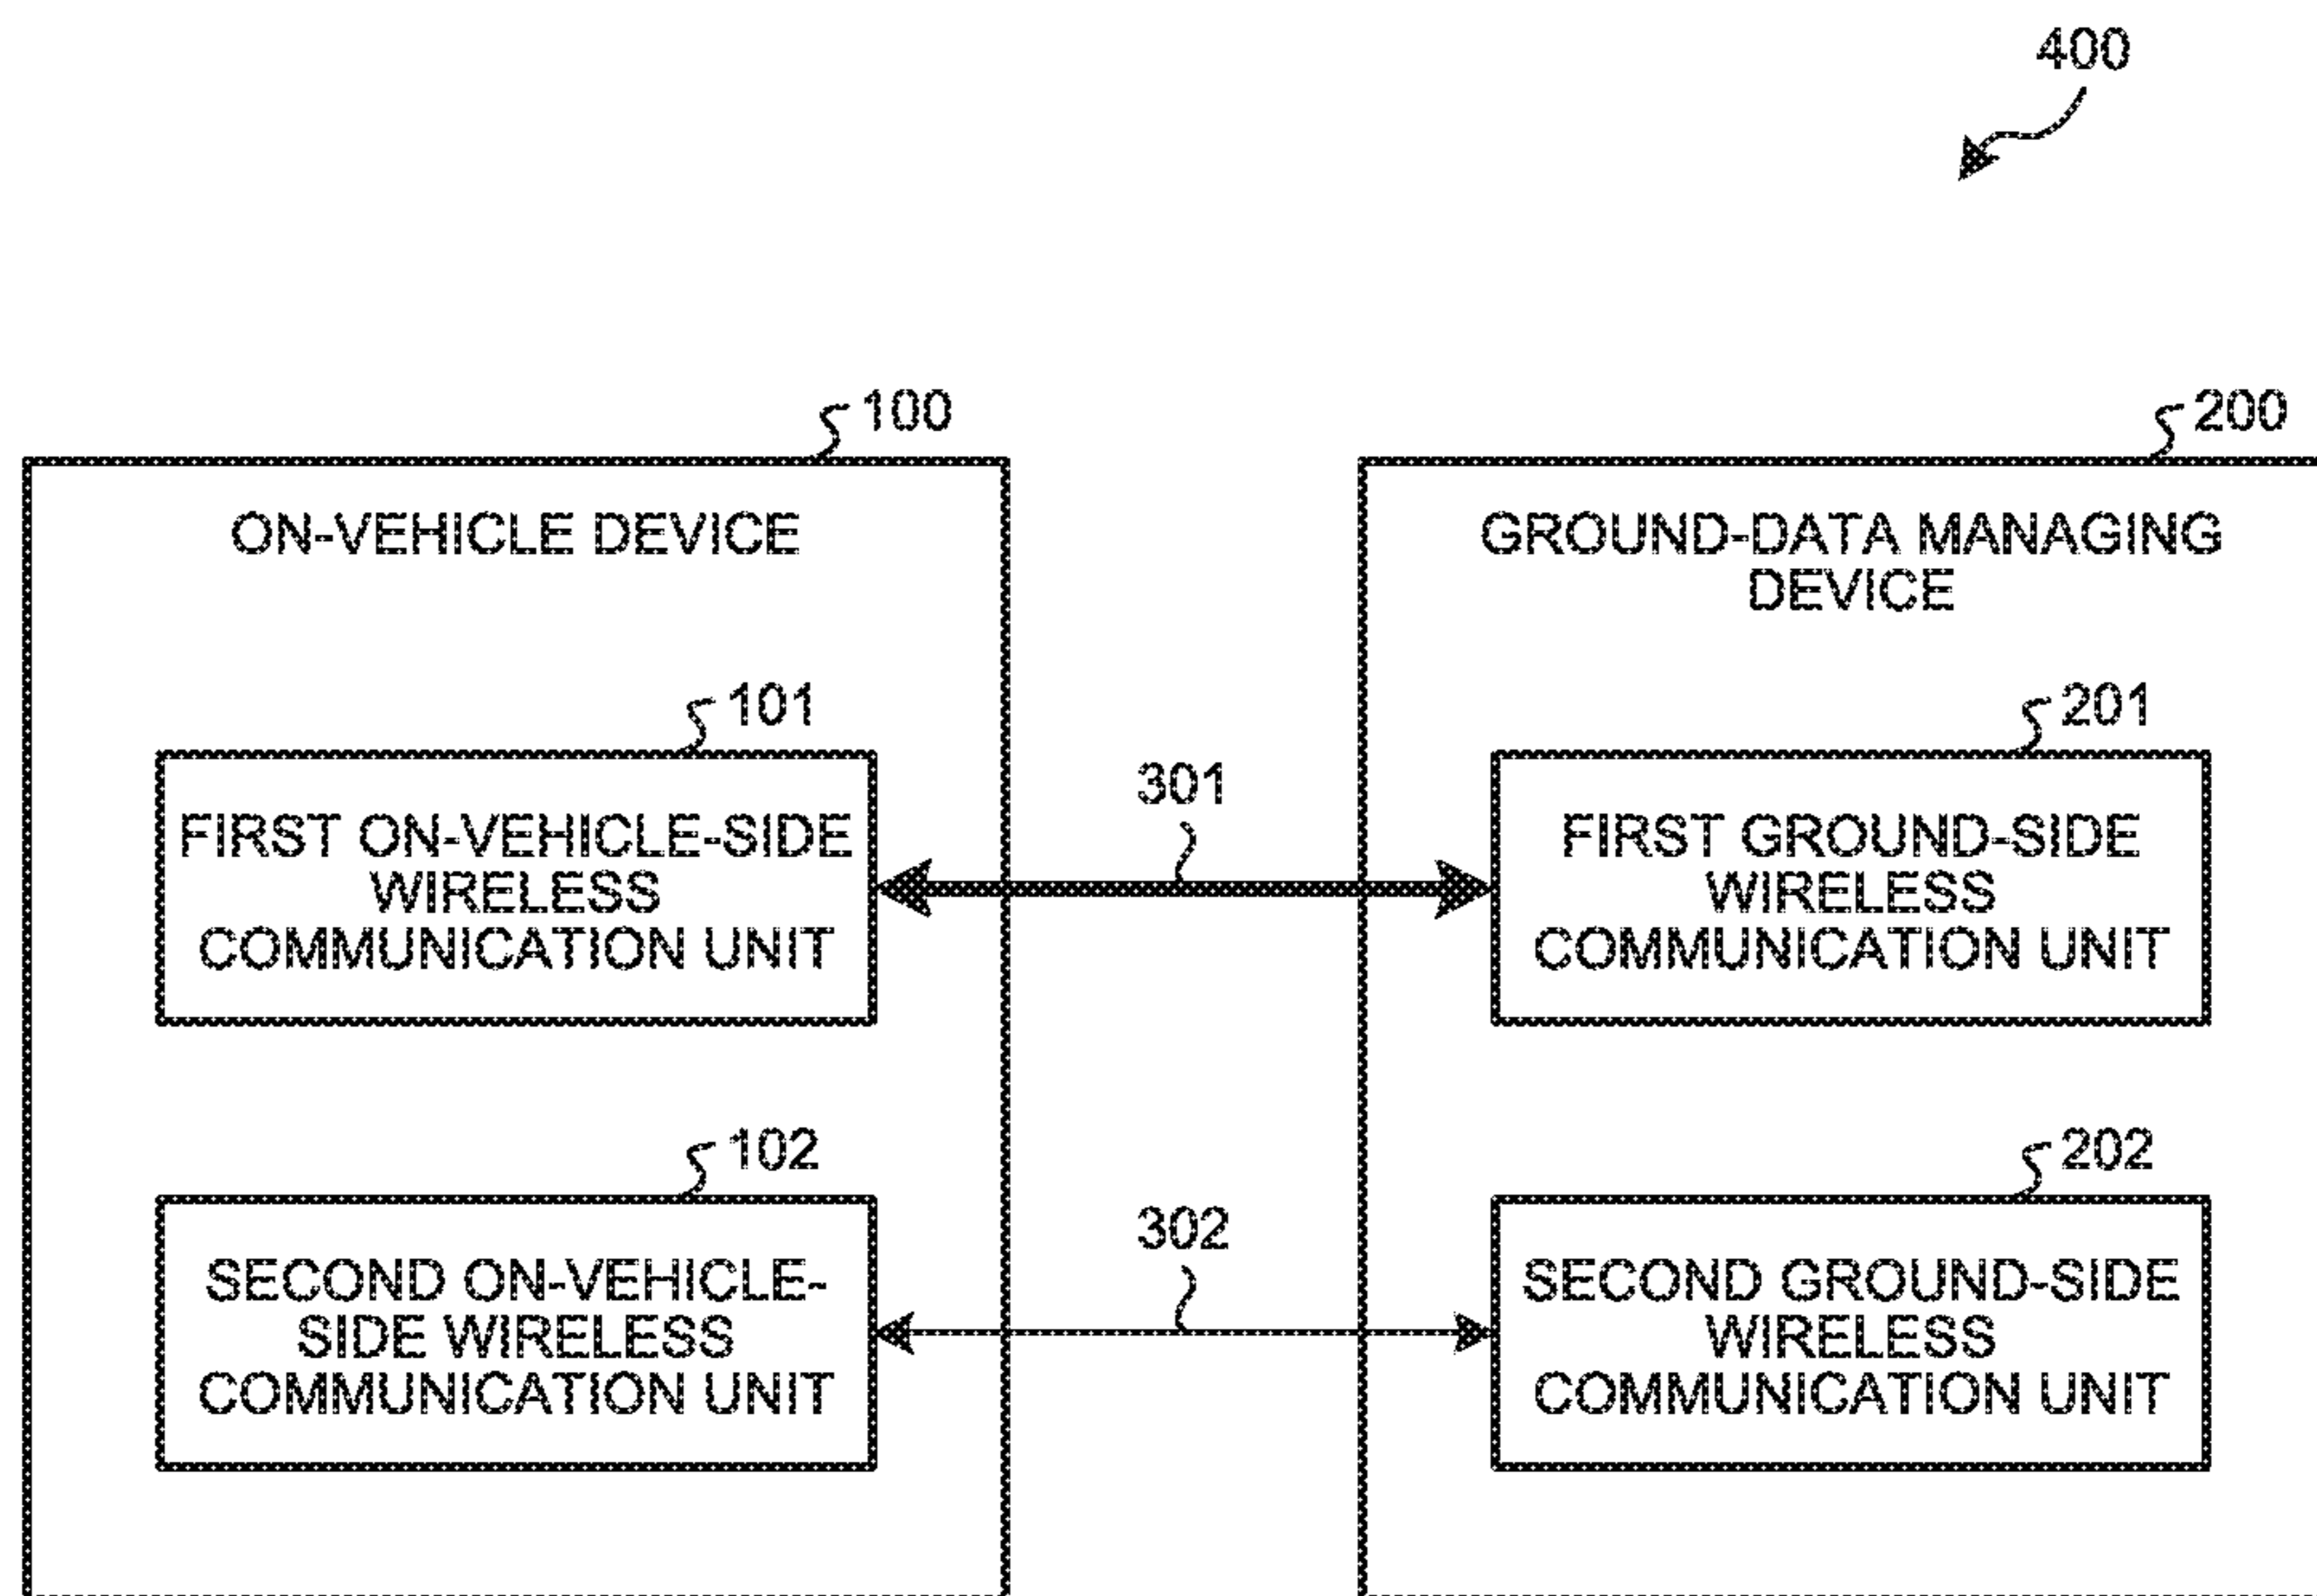 400
100
200
ON-VEHICLE DEVICE
GROUND-DATA MANAGING
DEVICE
101
201
FIRST ON-VEHICLE-SIDE
WIRELESS
COMMUNICATION UNIT
301
FIRST GROUND-SIDE
WIRELESS
COMMUNICATION UNIT
102
202
SECOND ON-VEHICLE-
SIDE WIRELESS
COMMUNICATION UNIT
302
SECOND GROUND-SIDE
WIRELESS
COMMUNICATION UNIT